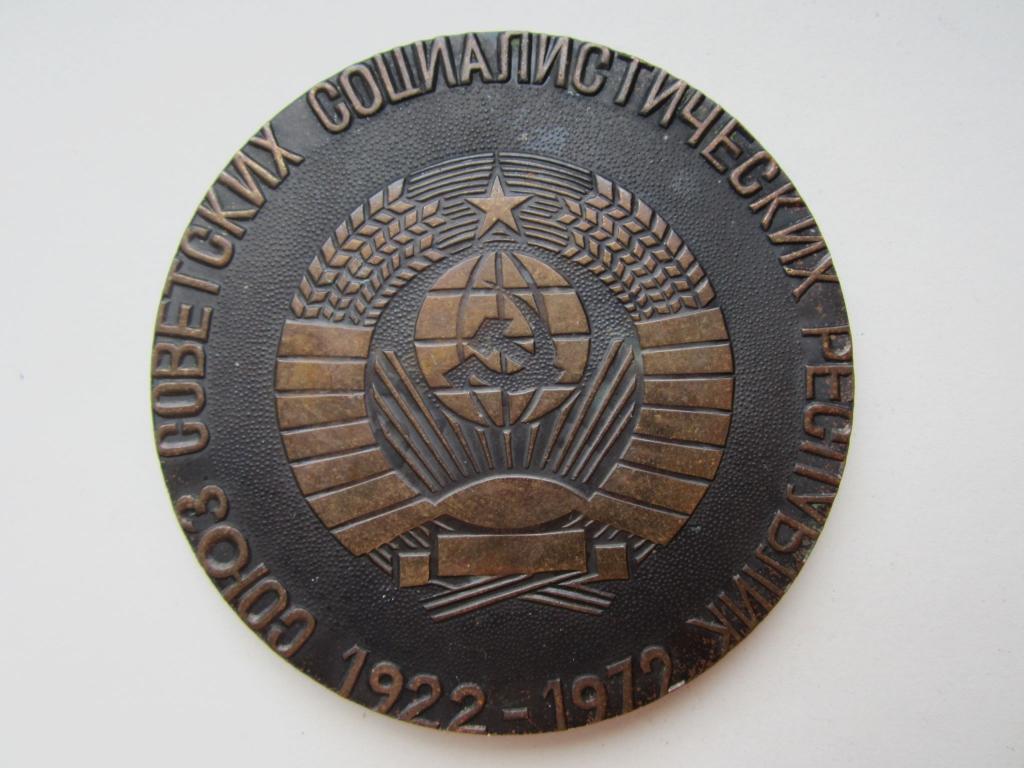 СОЮЗ СОВЕТСКИХ СОЦИАЛИСТИЧЕСКИХ РЕСПУБЛИК
1922-1972